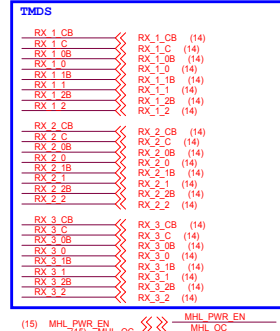 TMDS
RX_1_CB RX_1_CB (14)
RX_1_C RX_1_C (14)
RX_1_0B RX_1_0B (14)
RX_1_0 RX_1_0 (14)
RX_1_1B RX_1_1B (14)
RX_1_1 RX_1_1 (14)
RX_1_2B RX_1_2B (14)
RX_1_2 RX_1_2 (14)
RX_2_CB RX_2_CB (14)
RX_2_C RX_2_C (14)
RX_2_0B RX_2_0B (14)
RX_2_0 RX_2_0 (14)
RX_2_1B RX_2_1B (14)
RX_2_1 RX_2_1 (14)
RX_2_2B RX_2_2B (14)
RX_2_2 RX_2_2 (14)
RX_3_CB RX_3_CB (14)
RX_3_C RX_3_C (14)
RX_3_0B RX_3_0B (14)
RX_3_0 RX_3_0 (14)
RX_3_1B RX_3_1B (14)
RX_3_1 RX_3_1 (14)
RX_3_2B RX_3_2B (14)
RX_3_2 RX_3_2 (14)
(15) MHL_PWR_EN MHL_PWR_EN
(15) MHL_OC MHL_OC